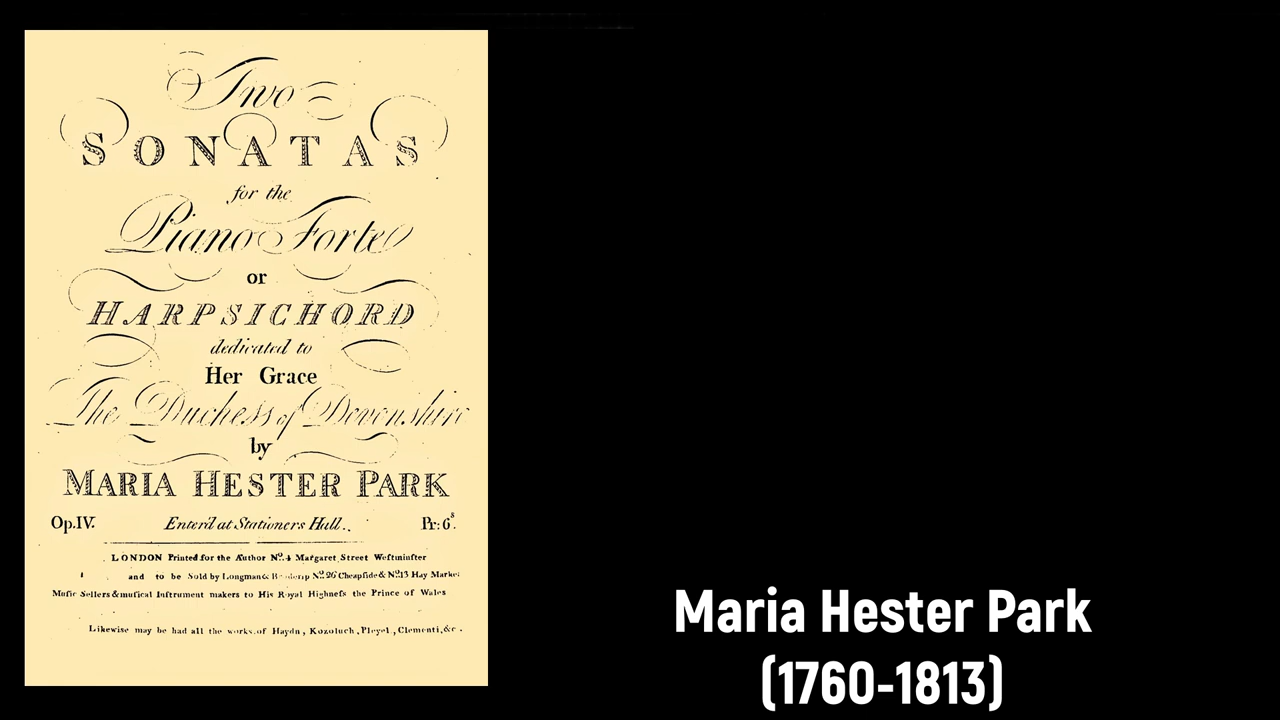 Two
SONATAS
for the
Piano Forte
or
HARPSICHORD
dedicated to
Her Grace
The Duchess of Devonshire
by
MARIA HESTER PARK
Op.IV. Enter'd at Stationers Hall.. Pr: 6s.
LONDON Printed for the Author No. 4 Margaret Street Weſtminſter
and to be Sold by Longman & No. 26 Cheapſide & No. 13 Hay Market
Muſic Sellers & muſical Inſtrument makers to His Royal Highneſs the Prince of Wales
Likewise may be had all the works of Haydn, Kozoluch, Pleyel, Clementi, &c.
Maria Hester Park
(1760-1813)